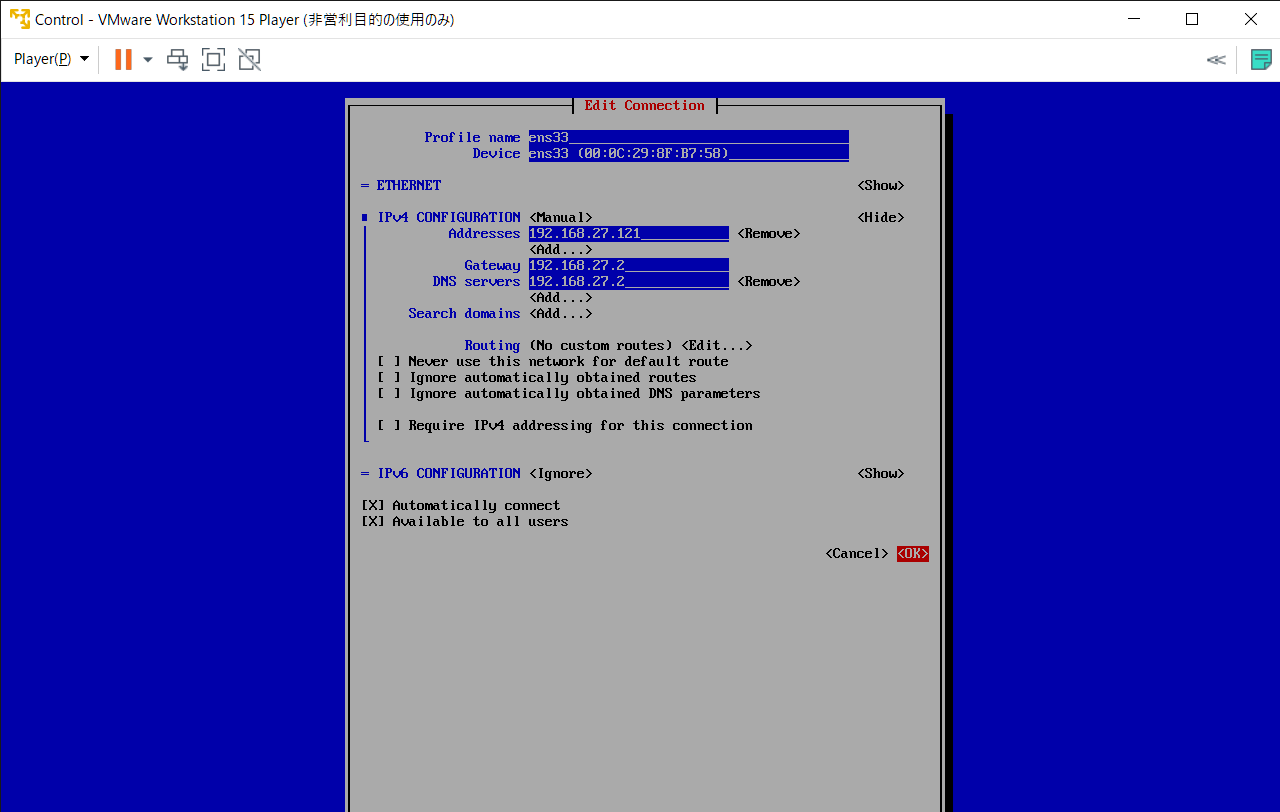 Control - VMware Workstation 15 Player (非営利目的の使用のみ)
Player(P)
Edit Connection
Profile name ens33
Device ens33 (00:0C:29:8F:B7:58)
= ETHERNET <Show>
IPv4 CONFIGURATION <Manual> <Hide>
Addresses 192.168.27.121 <Remove>
<Add...>
Gateway 192.168.27.2
DNS servers 192.168.27.2 <Remove>
<Add...>
Search domains <Add...>
Routing (No custom routes) <Edit...>
[ ] Never use this network for default route
[ ] Ignore automatically obtained routes
[ ] Ignore automatically obtained DNS parameters
[ ] Require IPv4 addressing for this connection
= IPv6 CONFIGURATION <Ignore> <Show>
[X] Automatically connect
[X] Available to all users
<Cancel> <OK>